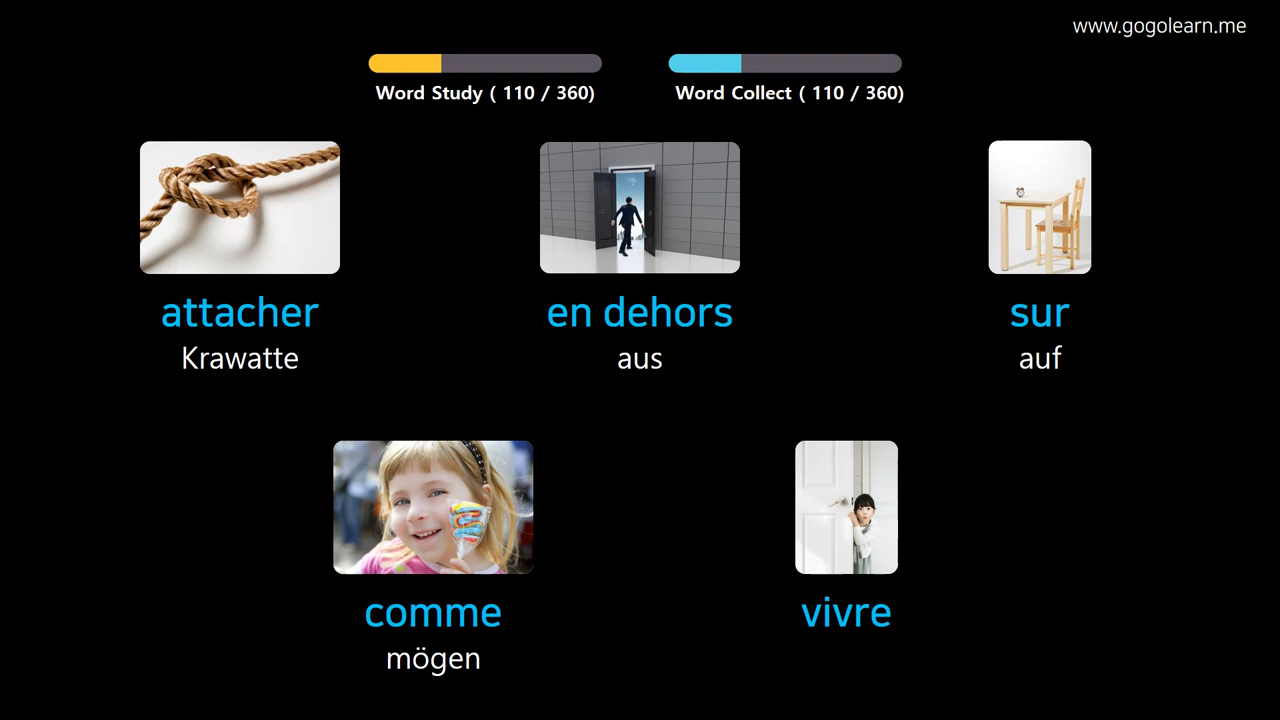 www.gogolearn.me
Word Study ( 110 / 360)
Word Collect ( 110 / 360)
attacher
Krawatte
en dehors
aus
sur
auf
comme
mögen
vivre